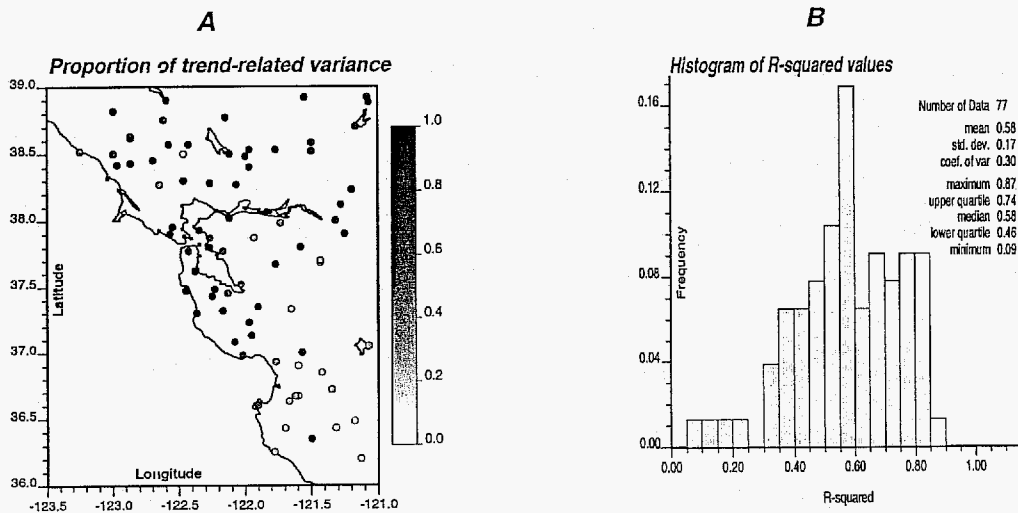 A
Proportion of trend-related variance
39.0
38.5
38.0
37.5
37.0
36.5
36.0
Latitude
Longitude
-123.5
-123.0
-122.5
-122.0
-121.5
-121.0
1.0
0.8
0.6
0.4
0.2
0.0
B
Histogram of R-squared values
Frequency
0.16
0.12
0.08
0.04
0.00
Number of Data 77
mean 0.58
std. dev. 0.17
coef. of var 0.30
maximum 0.87
upper quartile 0.74
median 0.58
lower quartile 0.46
minimum 0.09
0.00
0.20
0.40
0.60
0.80
1.00
R-squared